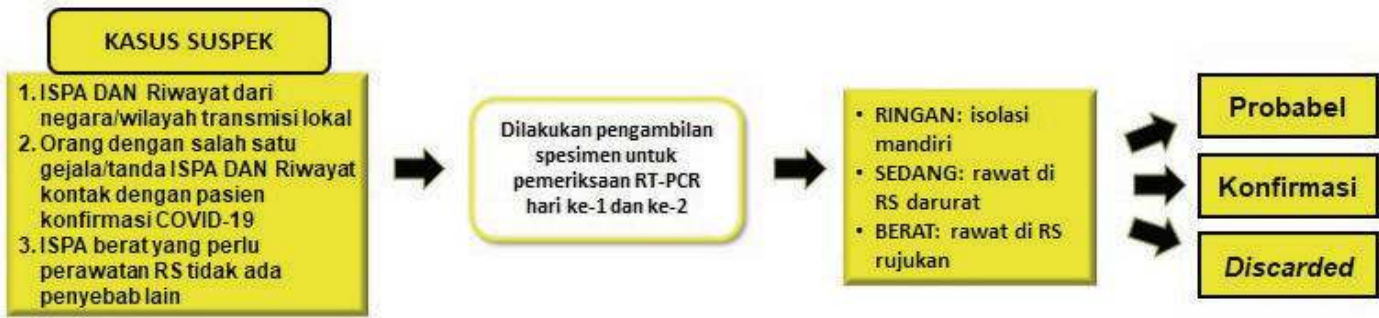 KASUS SUSPEK
1. ISPA DAN Riwayat dari
negara/wilayah transmisi lokal
2. Orang dengan salah satu
gejala/tanda ISPA DAN Riwayat
kontak dengan pasien
konfirmasi COVID-19
3. ISPA berat yang perlu
perawatan RS tidak ada
penyebab lain
Dilakukan pengambilan
spesimen untuk
pemeriksaan RT-PCR
hari ke-1 dan ke-2
• RINGAN: isolasi
mandiri
• SEDANG: rawat di
RS darurat
• BERAT: rawat di RS
rujukan
Probabel
Konfirmasi
Discarded